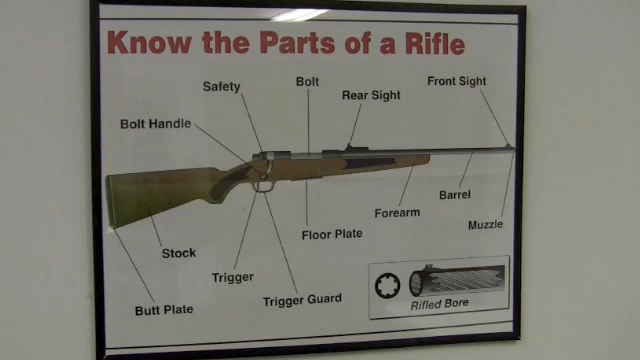 Know the Parts of a Rifle
Safety
Bolt
Rear Sight
Front Sight
Bolt Handle
Barrel
Forearm
Muzzle
Floor Plate
Stock
Trigger
Trigger Guard
Butt Plate
Rifled Bore